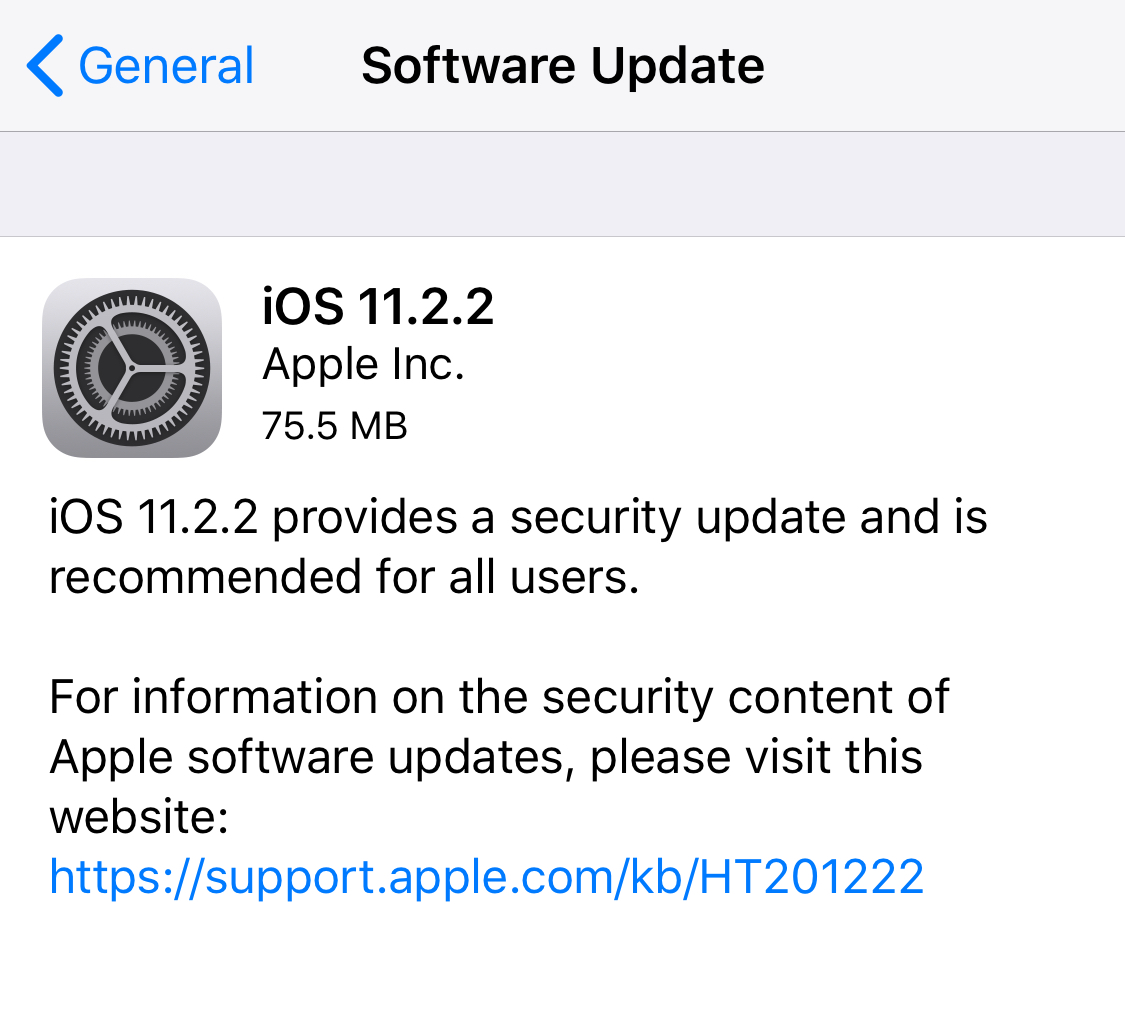 General
Software Update
iOS 11.2.2
Apple Inc.
75.5 MB
iOS 11.2.2 provides a security update and is
recommended for all users.
For information on the security content of
Apple software updates, please visit this
website:
https://support.apple.com/kb/HT201222